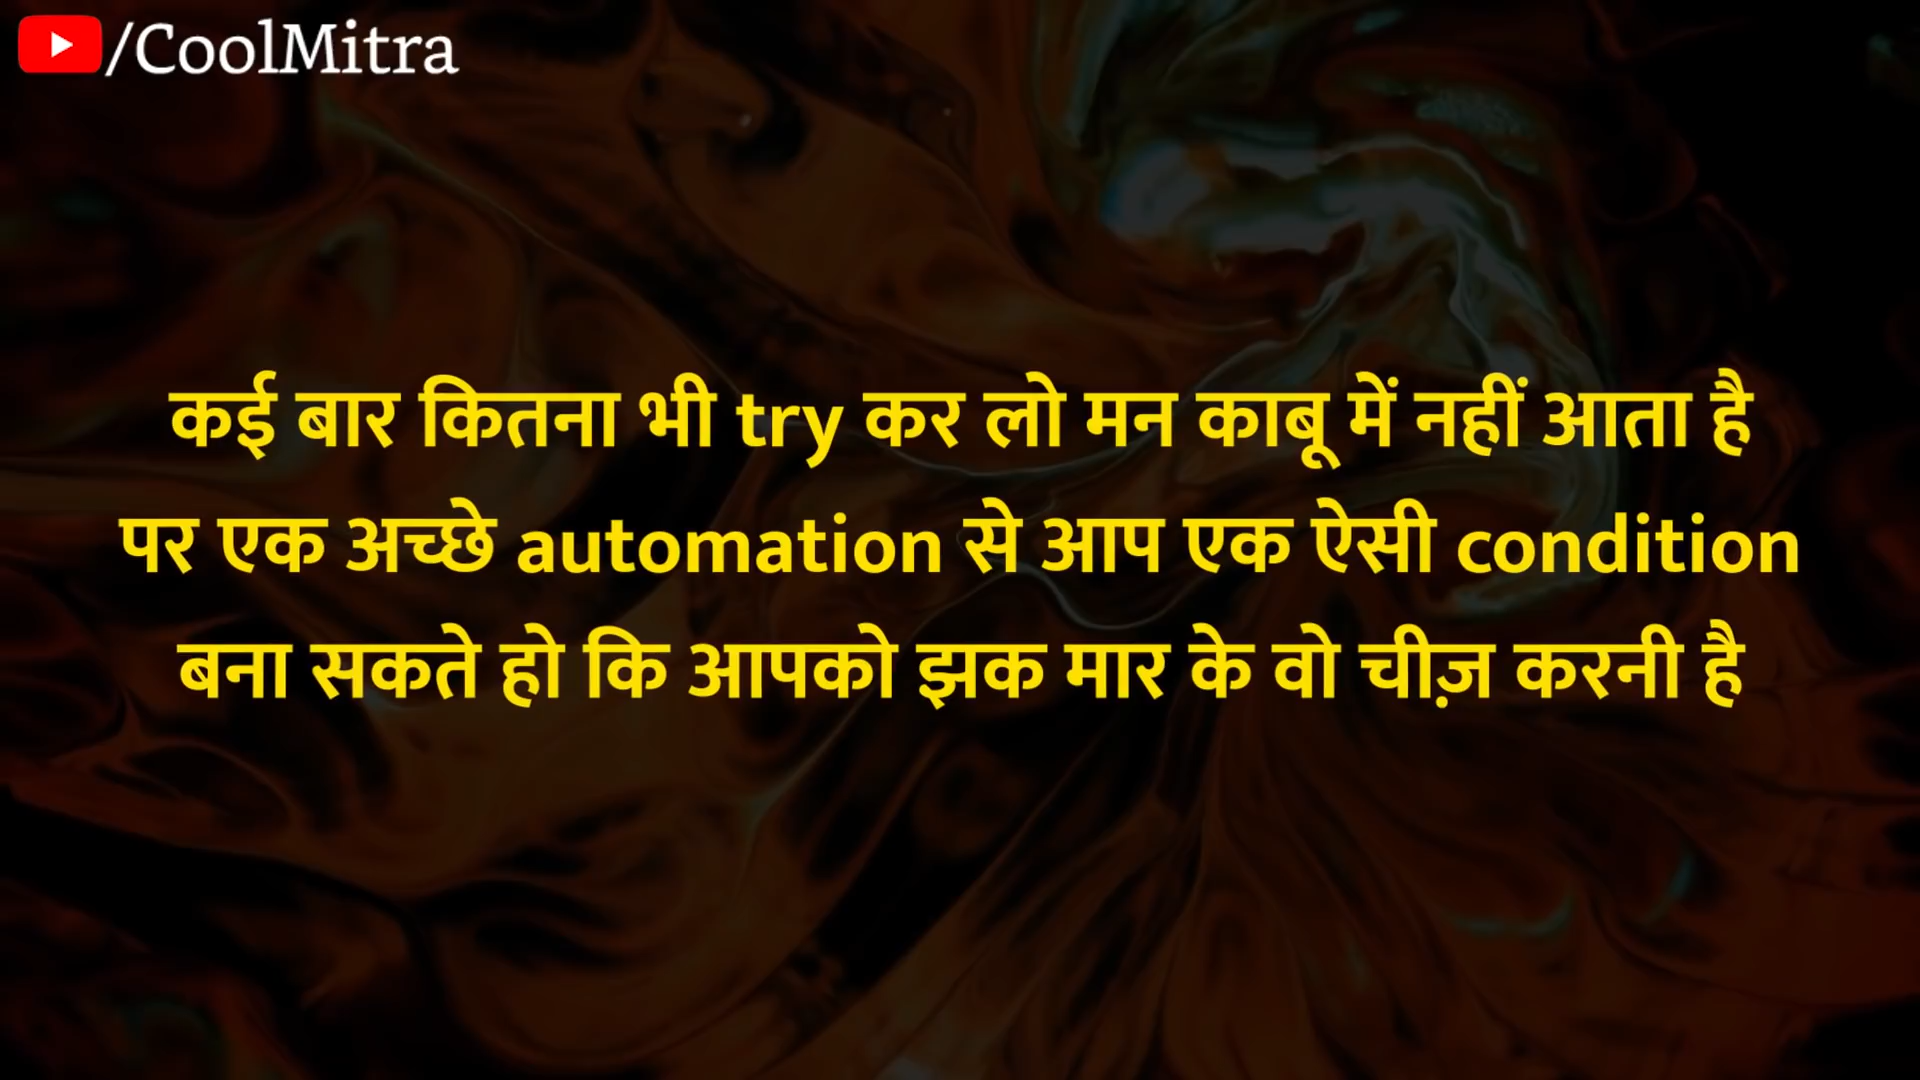 /CoolMitra
कई बार कितना भी try कर लो मन काबू में नहीं आता है
पर एक अच्छे automation से आप एक ऐसी condition
बना सकते हो कि आपको झक मार के वो चीज़ करनी है